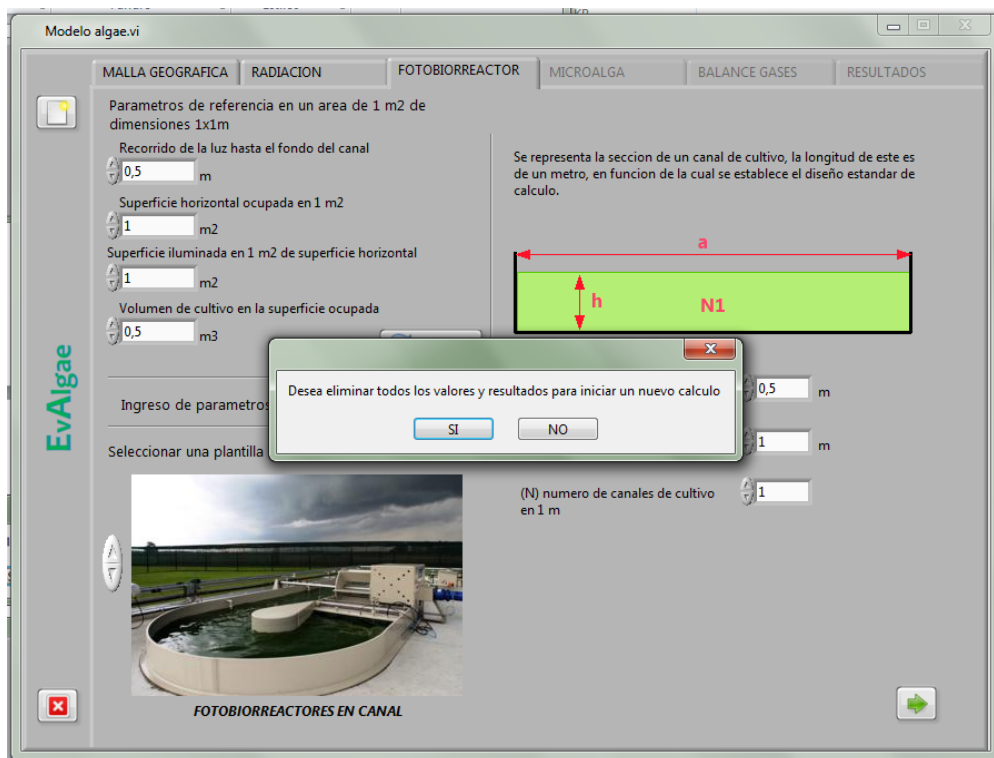 Modelo algae.vi
MALLA GEOGRAFICA
RADIACION
FOTOBIORREACTOR
MICROALGA
BALANCE GASES
RESULTADOS
Parametros de referencia en un area de 1 m2 de
dimensiones 1x1m
Recorrido de la luz hasta el fondo del canal
0,5
m
Superficie horizontal ocupada en 1 m2
1
m2
Superficie iluminada en 1 m2 de superficie horizontal
1
m2
Volumen de cultivo en la superficie ocupada
0,5
m3
Se representa la seccion de un canal de cultivo, la longitud de este es
de un metro, en funcion de la cual se establece el diseño estandar de
calculo.
a
h
N1
Desea eliminar todos los valores y resultados para iniciar un nuevo calculo
SI
NO
Ingreso de parametros
Seleccionar una plantilla
0,5
m
1
m
(N) numero de canales de cultivo
en 1 m
1
FOTOBIORREACTORES EN CANAL
EvAlgae